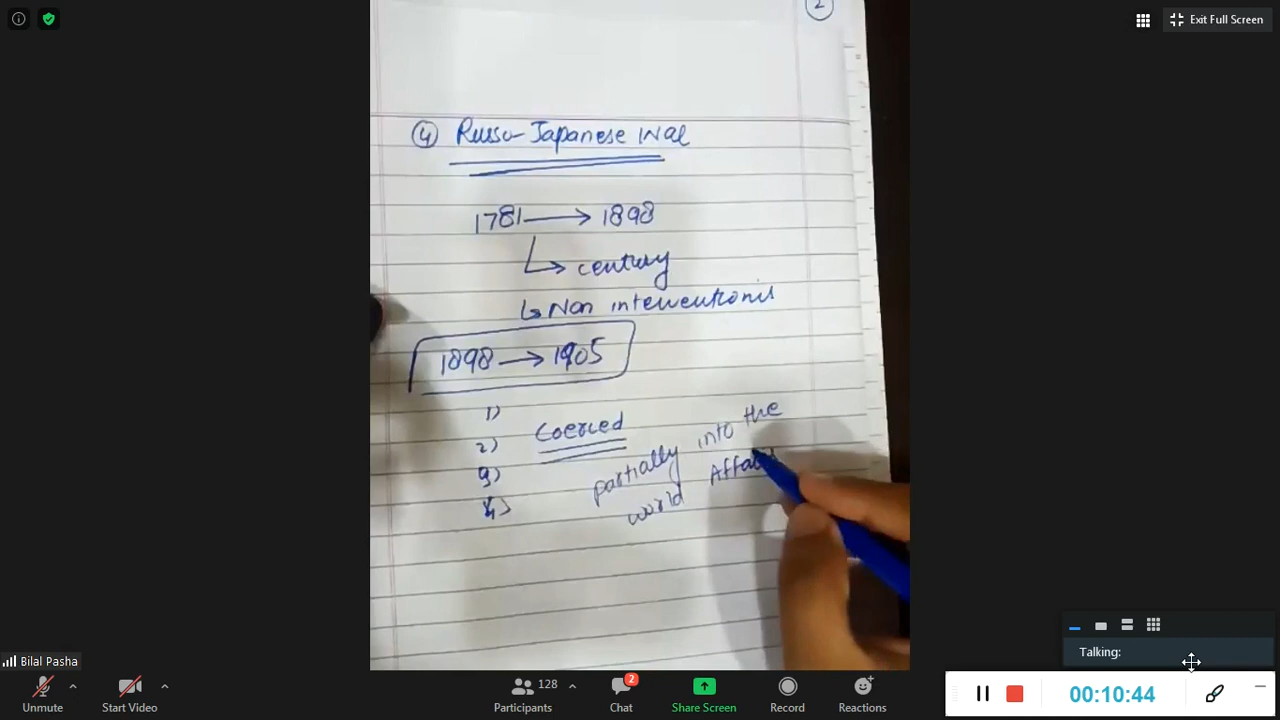 2
Exit Full Screen
4 Russo-Japanese War
1781 → 1898
→ century
↳ Non interventionis
1898 → 1905
1)
2)
3)
4)
Coerced
partially into the
world Affairs
Talking:
Bilal Pasha
Unmute
Start Video
128
Participants
2
Chat
Share Screen
Record
Reactions
00:10:44